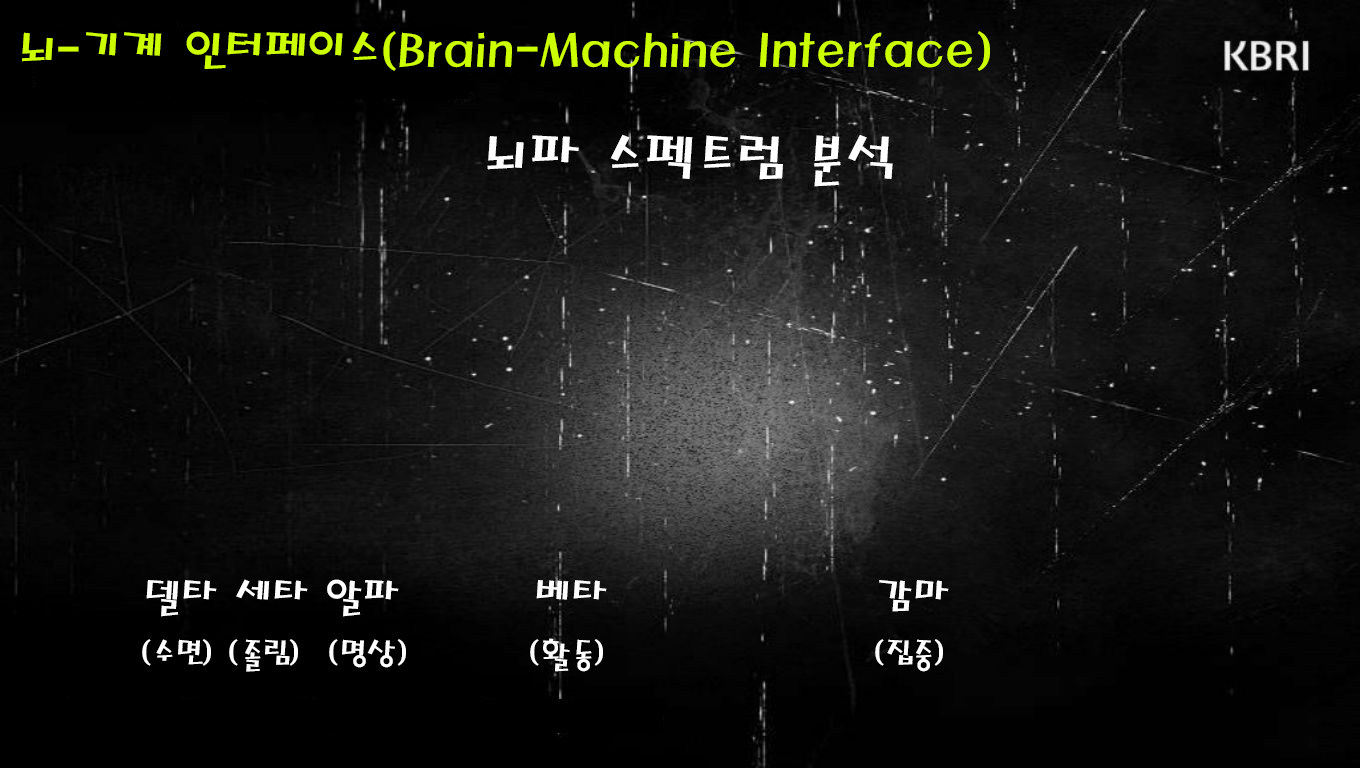 뇌-기계 인터페이스(Brain-Machine Interface)
KBRI
뇌파 스펙트럼 분석
델타 세타 알파 베타 감마
(수면) (졸림) (명상) (활동) (집중)